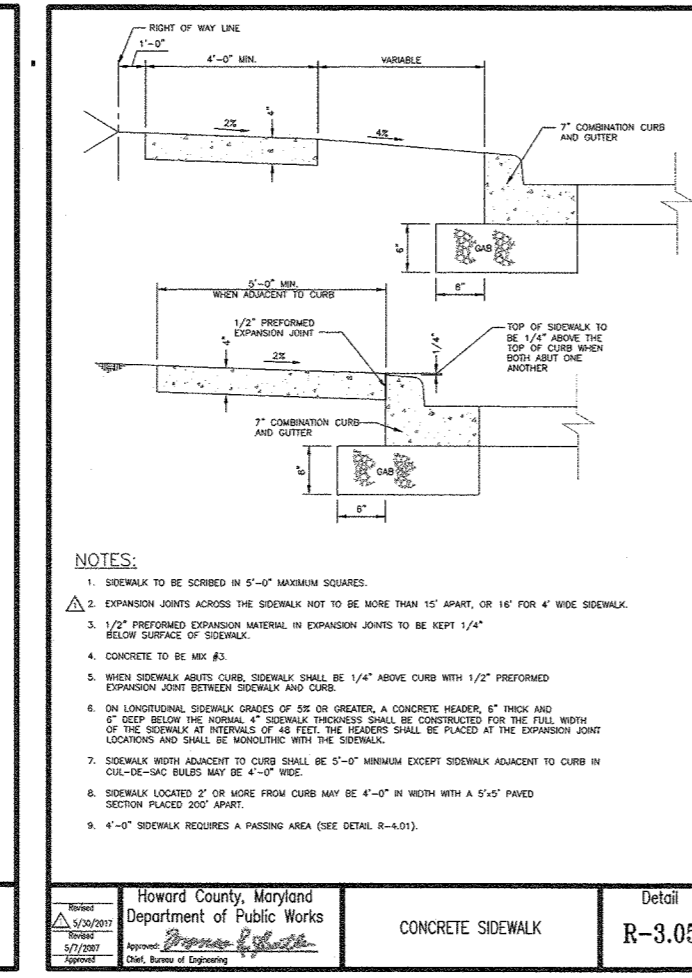 RIGHT OF WAY LINE
1'-0"
4'-0" MIN.
VARIABLE
4"
2%
4%
7" COMBINATION CURB
AND GUTTER
6"
GAB
6"
5'-0" MIN.
WHEN ADJACENT TO CURB
1/2" PREFORMED
EXPANSION JOINT
4"
2%
1/4"
TOP OF SIDEWALK TO
BE 1/4" ABOVE THE
TOP OF CURB WHEN
BOTH ABUT ONE
ANOTHER
7" COMBINATION CURB
AND GUTTER
6"
GAB
6"
NOTES:
1. SIDEWALK TO BE SCRIBED IN 5'-0" MAXIMUM SQUARES.
1 2. EXPANSION JOINTS ACROSS THE SIDEWALK NOT TO BE MORE THAN 15' APART, OR 16' FOR 4' WIDE SIDEWALK.
3. 1/2" PREFORMED EXPANSION MATERIAL IN EXPANSION JOINTS TO BE KEPT 1/4"
BELOW SURFACE OF SIDEWALK.
4. CONCRETE TO BE MIX #3.
5. WHEN SIDEWALK ABUTS CURB, SIDEWALK SHALL BE 1/4" ABOVE CURB WITH 1/2" PREFORMED
EXPANSION JOINT BETWEEN SIDEWALK AND CURB.
6. ON LONGITUDINAL SIDEWALK GRADES OF 5% OR GREATER, A CONCRETE HEADER, 6" THICK AND
6" DEEP BELOW THE NORMAL 4" SIDEWALK THICKNESS SHALL BE CONSTRUCTED FOR THE FULL WIDTH
OF THE SIDEWALK AT INTERVALS OF 48 FEET. THE HEADERS SHALL BE PLACED AT THE EXPANSION JOINT
LOCATIONS AND SHALL BE MONOLITHIC WITH THE SIDEWALK.
7. SIDEWALK WIDTH ADJACENT TO CURB SHALL BE 5'-0" MINIMUM EXCEPT SIDEWALK ADJACENT TO CURB IN
CUL-DE-SAC BULBS MAY BE 4'-0" WIDE.
8. SIDEWALK LOCATED 2' OR MORE FROM CURB MAY BE 4'-0" IN WIDTH WITH A 5'x5' PAVED
SECTION PLACED 200' APART.
9. 4'-0" SIDEWALK REQUIRES A PASSING AREA (SEE DETAIL R-4.01).
Revised
1 5/30/2017
Revised
5/7/2007
Approved
Howard County, Maryland
Department of Public Works
Approved:
Chief, Bureau of Engineering
CONCRETE SIDEWALK
Detail
R-3.05